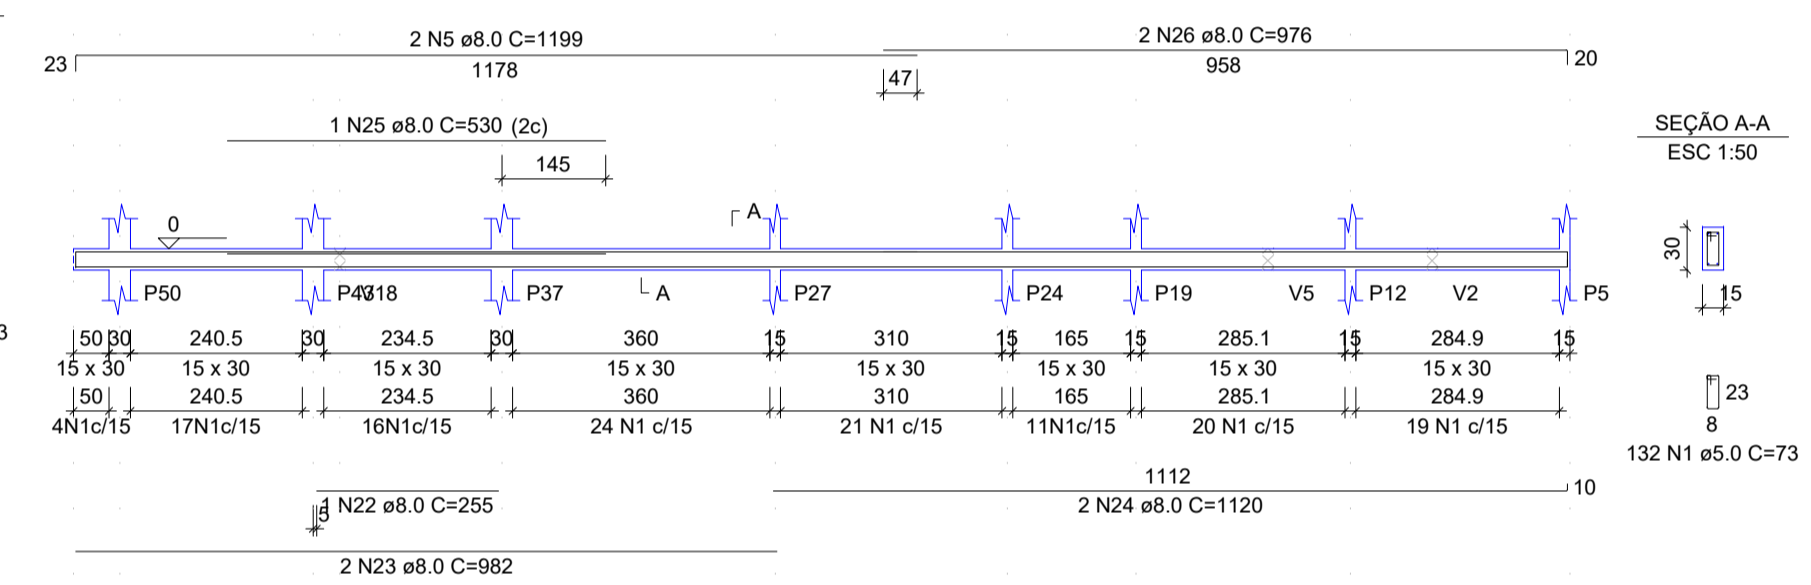 2 N5 ø8.0 C=1199
2 N26 ø8.0 C=976
23
1178
958
20
47
1 N25 ø8.0 C=530 (2c)
145
SEÇÃO A-A
ESC 1:50
0
A
30
P50
P43
V18
P37
A
P27
P24
P19
V5
P12
V2
P5
15
3
50 30 240.5 30 234.5 30 360 15 310 15 165 15 285.1 15 284.9 15
15 x 30 15 x 30 15 x 30 15 x 30 15 x 30 15 x 30 15 x 30 15 x 30
50 240.5 234.5 360 310 165 285.1 284.9
23
4N1c/15 17N1c/15 16N1c/15 24 N1 c/15 21 N1 c/15 11N1c/15 20 N1 c/15 19 N1 c/15
8
132 N1 ø5.0 C=73
1112
10
1 N22 ø8.0 C=255
2 N24 ø8.0 C=1120
5
2 N23 ø8.0 C=982